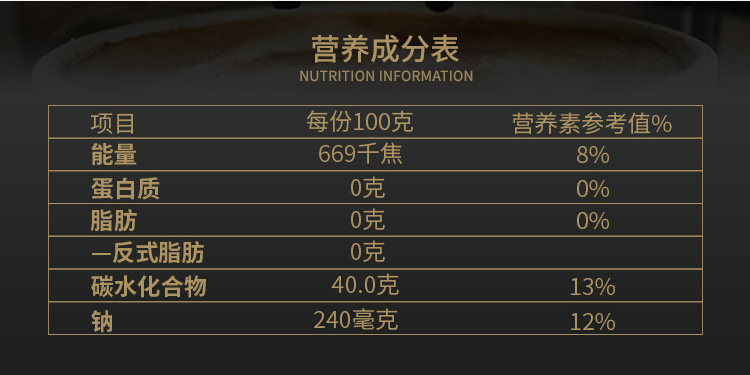 营养成分表
NUTRITION INFORMATION
项目 每份100克 营养素参考值%
能量 669千焦 8%
蛋白质 0克 0%
脂肪 0克 0%
—反式脂肪 0克
碳水化合物 40.0克 13%
钠 240毫克 12%